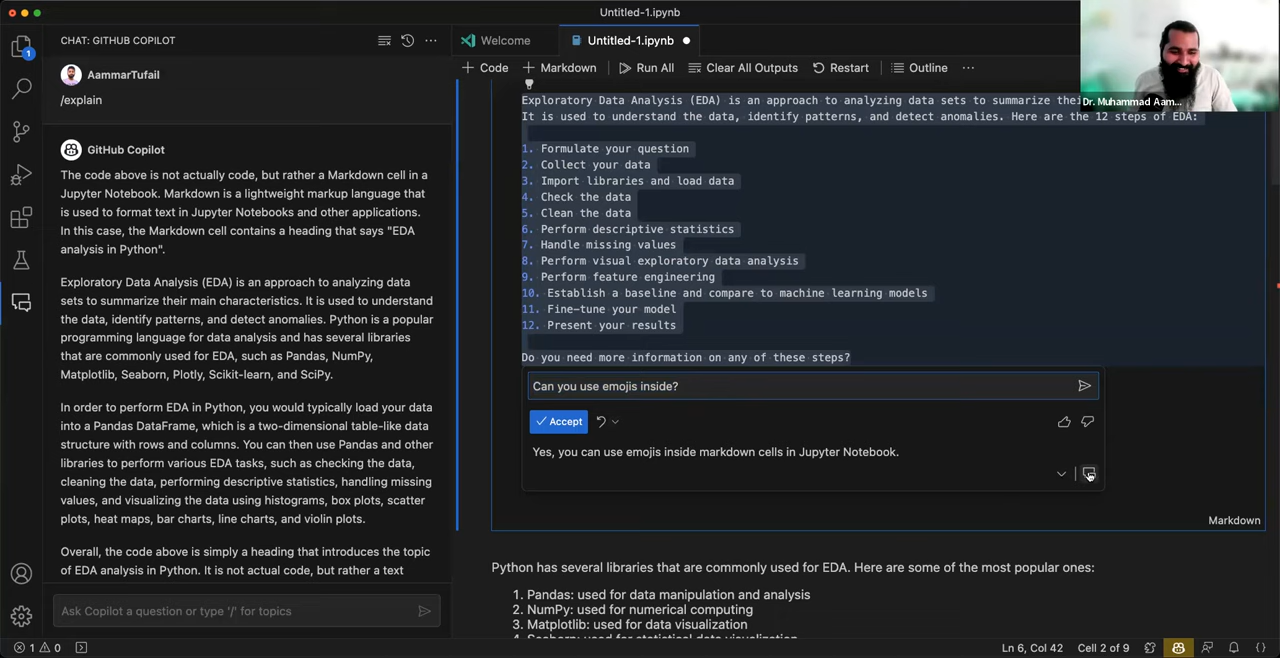 Untitled-1.ipynb
CHAT: GITHUB COPILOT
Welcome
Untitled-1.ipynb
1
AammarTufail
/explain
Code
Markdown
Run All
Clear All Outputs
Restart
Outline
Dr. Muhammad Aam...
GitHub Copilot
The code above is not actually code, but rather a Markdown cell in a
Jupyter Notebook. Markdown is a lightweight markup language that
is used to format text in Jupyter Notebooks and other applications.
In this case, the Markdown cell contains a heading that says "EDA
analysis in Python".
Exploratory Data Analysis (EDA) is an approach to analyzing data
sets to summarize their main characteristics. It is used to understand
the data, identify patterns, and detect anomalies. Python is a popular
programming language for data analysis and has several libraries
that are commonly used for EDA, such as Pandas, NumPy,
Matplotlib, Seaborn, Plotly, Scikit-learn, and SciPy.
In order to perform EDA in Python, you would typically load your data
into a Pandas DataFrame, which is a two-dimensional table-like data
structure with rows and columns. You can then use Pandas and other
libraries to perform various EDA tasks, such as checking the data,
cleaning the data, performing descriptive statistics, handling missing
values, and visualizing the data using histograms, box plots, scatter
plots, heat maps, bar charts, line charts, and violin plots.
Overall, the code above is simply a heading that introduces the topic
of EDA analysis in Python. It is not actual code, but rather a text
Ask Copilot a question or type '/' for topics
Exploratory Data Analysis (EDA) is an approach to analyzing data sets to summarize
It is used to understand the data, identify patterns, and detect anomalies. Here are the 12 steps of EDA:
1. Formulate your question
2. Collect your data
3. Import libraries and load data
4. Check the data
5. Clean the data
6. Perform descriptive statistics
7. Handle missing values
8. Perform visual exploratory data analysis
9. Perform feature engineering
10. Establish a baseline and compare to machine learning models
11. Fine-tune your model
12. Present your results
Do you need more information on any of these steps?
Can you use emojis inside?
Accept
Yes, you can use emojis inside markdown cells in Jupyter Notebook.
Markdown
Python has several libraries that are commonly used for EDA. Here are some of the most popular ones:
1. Pandas: used for data manipulation and analysis
2. NumPy: used for numerical computing
3. Matplotlib: used for data visualization
4. Seaborn: used for statistical data visualization
1 0
Ln 6, Col 42
Cell 2 of 9